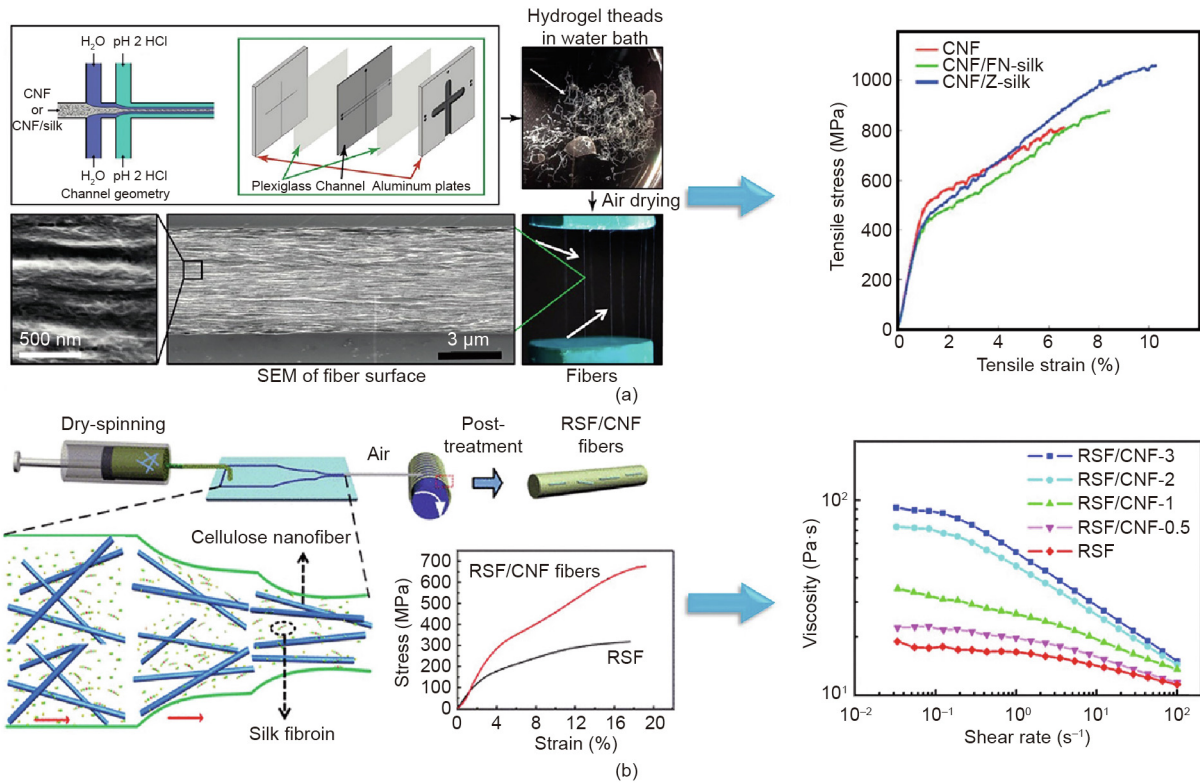 H₂O pH 2 HCl
CNF
or
CNF/silk
H₂O pH 2 HCl
Channel geometry
Plexiglass Channel Aluminum plates
Hydrogel theads
in water bath
Air drying
500 nm
3 μm
SEM of fiber surface
Fibers
CNF
CNF/FN-silk
CNF/Z-silk
Tensile stress (MPa)
1000
800
600
400
200
0
0 2 4 6 8 10
Tensile strain (%)
(a)
Dry-spinning
Air
Post-
treatment
RSF/CNF
fibers
Cellulose nanofiber
Silk fibroin
Stress (MPa)
700
600
500
400
300
200
100
0
RSF/CNF fibers
RSF
0 4 8 12 16 20
Strain (%)
RSF/CNF-3
RSF/CNF-2
RSF/CNF-1
RSF/CNF-0.5
RSF
Viscosity (Pa·s)
10²
10¹
10⁻² 10⁻¹ 10⁰ 10¹ 10²
Shear rate (s⁻¹)
(b)